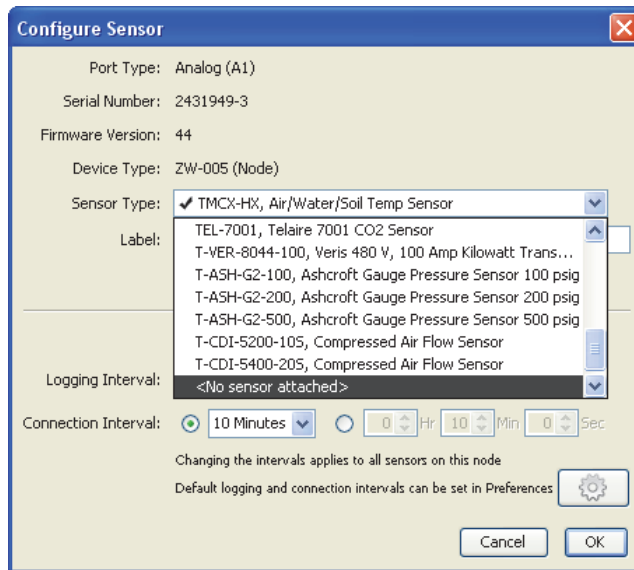 Configure Sensor
Port Type: Analog (A1)
Serial Number: 2431949-3
Firmware Version: 44
Device Type: ZW-005 (Node)
Sensor Type: ✔ TMCX-HX, Air/Water/Soil Temp Sensor
TEL-7001, Telaire 7001 CO2 Sensor
Label:
T-VER-8044-100, Veris 480 V, 100 Amp Kilowatt Trans...
T-ASH-G2-100, Ashcroft Gauge Pressure Sensor 100 psig
T-ASH-G2-200, Ashcroft Gauge Pressure Sensor 200 psig
T-ASH-G2-500, Ashcroft Gauge Pressure Sensor 500 psig
T-CDI-5200-10S, Compressed Air Flow Sensor
T-CDI-5400-20S, Compressed Air Flow Sensor
Logging Interval:
<No sensor attached>
Connection Interval: 10 Minutes 0 Hr 10 Min 0 Sec
Changing the intervals applies to all sensors on this node
Default logging and connection intervals can be set in Preferences
Cancel OK